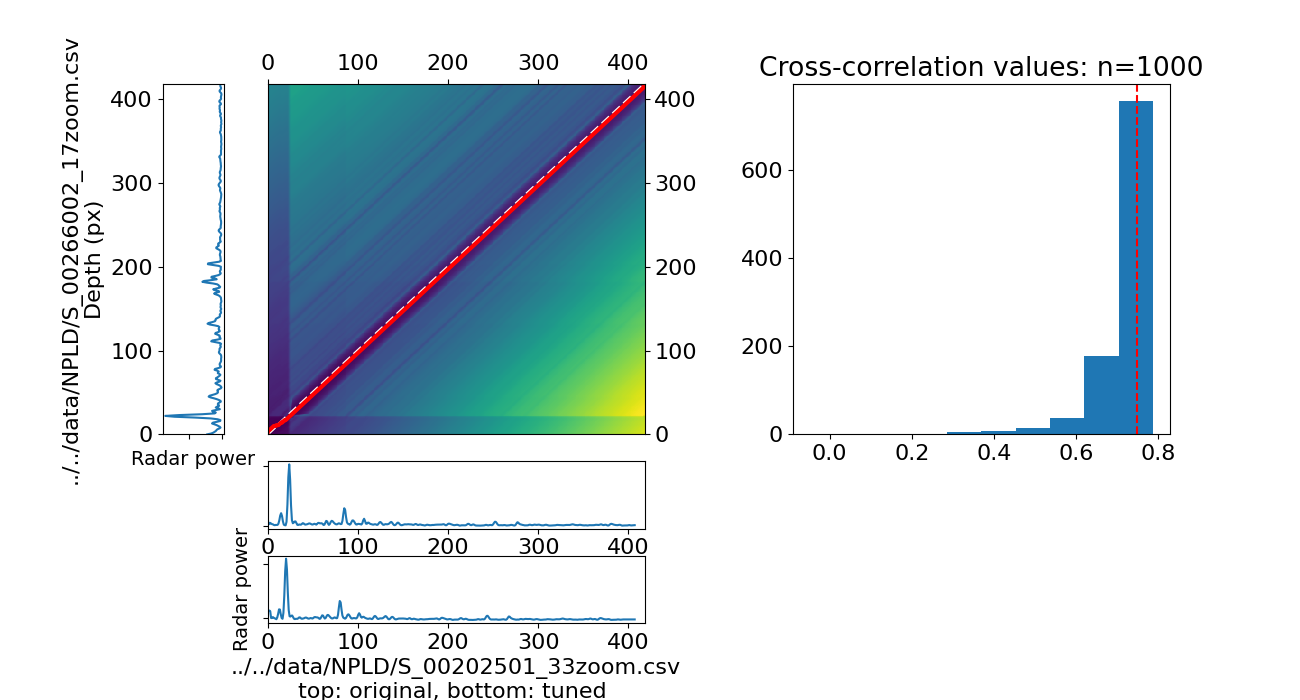 ../../data/NPLD/S_00266002_17zoom.csv
Depth (px)
0 100 200 300 400
400
300
200
100
0
Radar power
400
300
200
100
0
Cross-correlation values: n=1000
600
400
200
0
0.0 0.2 0.4 0.6 0.8
0 100 200 300 400
Radar power
0 100 200 300 400
../../data/NPLD/S_00202501_33zoom.csv
top: original, bottom: tuned